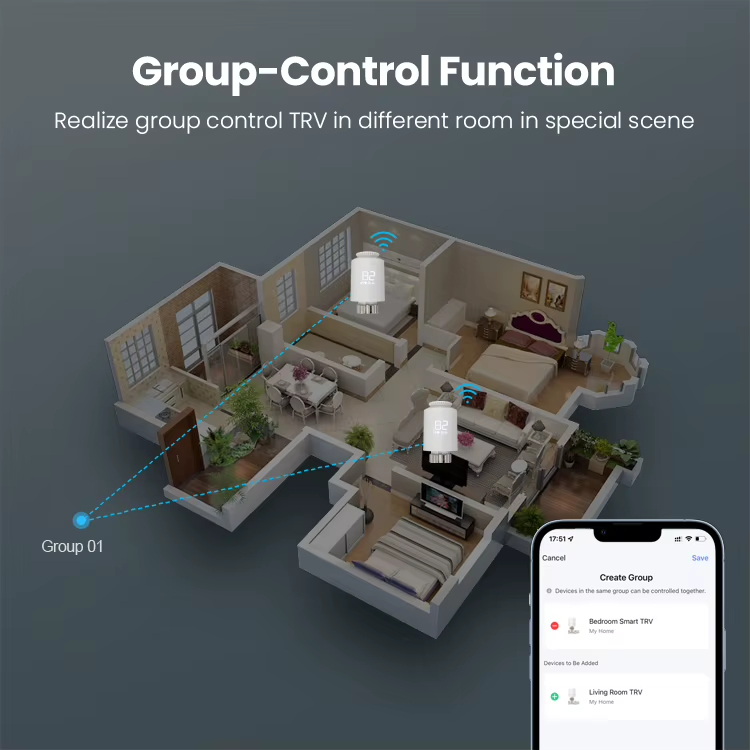 Group-Control Function
Realize group control TRV in different room in special scene
Group 01
17:51
Cancel
Save
Create Group
Devices in the same group can be controlled together.
Bedroom Smart TRV
My Home
Devices to Be Added
Living Room TRV
My Home